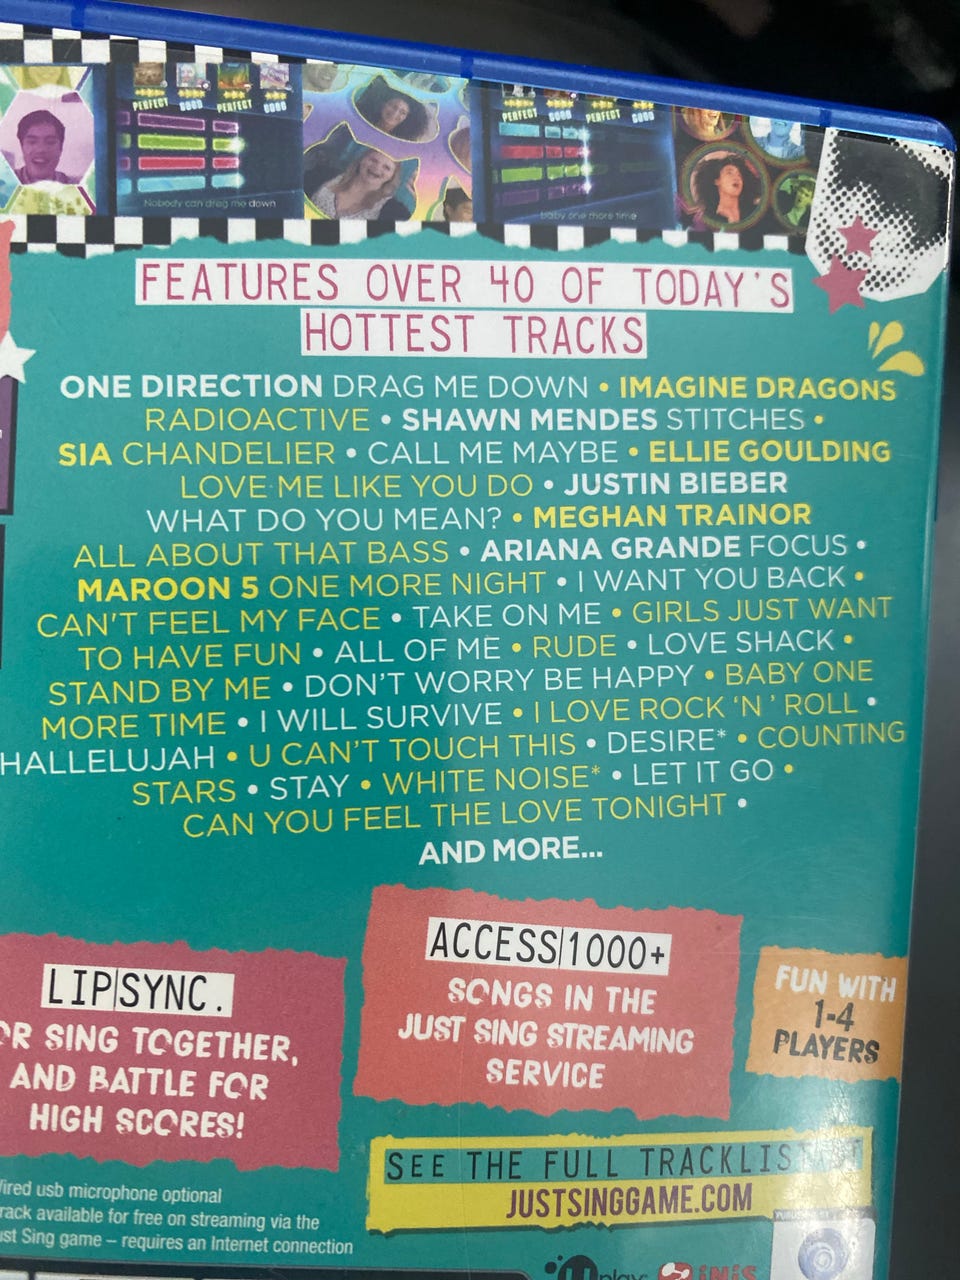 PERFECT GOOD PERFECT GOOD
PERFECT GOOD PERFECT GOOD
Nobody can drag me down
baby one more time
FEATURES OVER 40 OF TODAY'S
HOTTEST TRACKS
ONE DIRECTION DRAG ME DOWN • IMAGINE DRAGONS
RADIOACTIVE • SHAWN MENDES STITCHES •
SIA CHANDELIER • CALL ME MAYBE • ELLIE GOULDING
LOVE ME LIKE YOU DO • JUSTIN BIEBER
WHAT DO YOU MEAN? • MEGHAN TRAINOR
ALL ABOUT THAT BASS • ARIANA GRANDE FOCUS •
MAROON 5 ONE MORE NIGHT • I WANT YOU BACK •
CAN'T FEEL MY FACE • TAKE ON ME • GIRLS JUST WANT
TO HAVE FUN • ALL OF ME • RUDE • LOVE SHACK •
STAND BY ME • DON'T WORRY BE HAPPY • BABY ONE
MORE TIME • I WILL SURVIVE • I LOVE ROCK 'N' ROLL •
HALLELUJAH • U CAN'T TOUCH THIS • DESIRE* • COUNTING
STARS • STAY • WHITE NOISE* • LET IT GO •
CAN YOU FEEL THE LOVE TONIGHT •
AND MORE...
LIP SYNC.
OR SING TOGETHER,
AND BATTLE FOR
HIGH SCORES!
ACCESS 1000+
SONGS IN THE
JUST SING STREAMING
SERVICE
FUN WITH
1-4
PLAYERS
SEE THE FULL
JUSTSINGGAME.COM
usb microphone optional
available for free on streaming via the
Sing game – requires an Internet connection
iNiS